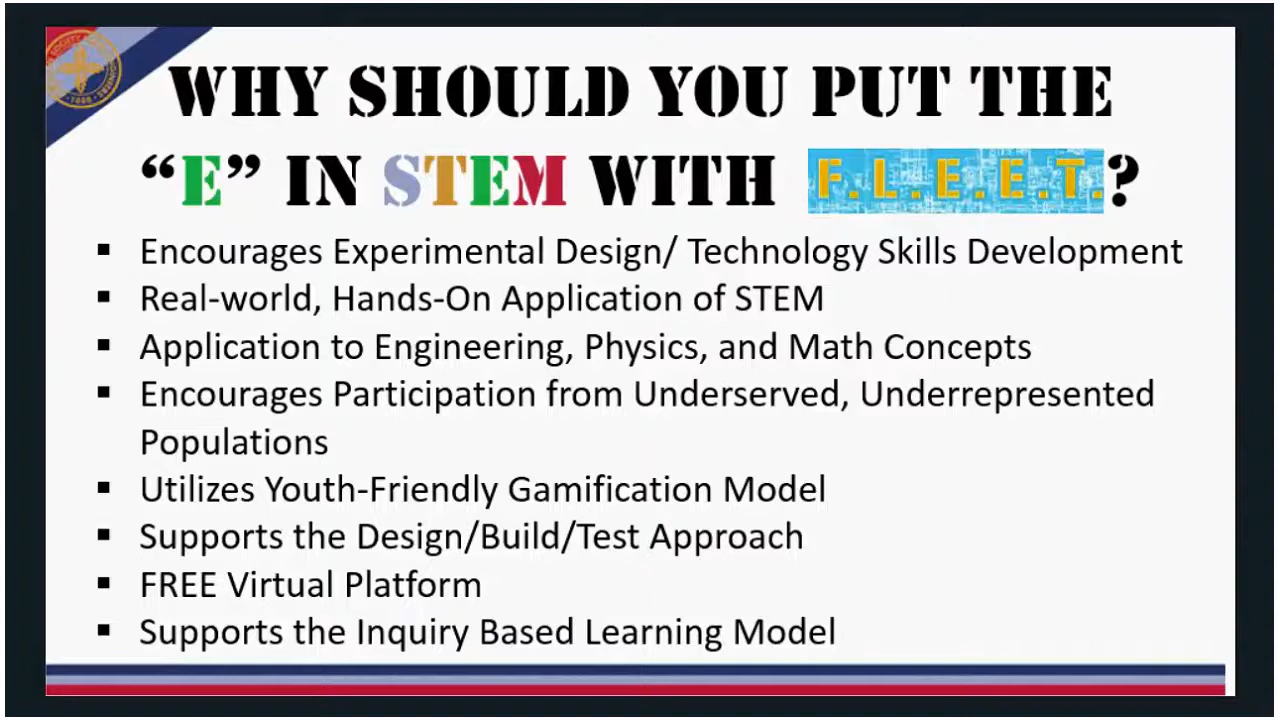 WHY SHOULD YOU PUT THE
“E” IN STEM WITH F.L.E.E.T.?
▪ Encourages Experimental Design/ Technology Skills Development
▪ Real-world, Hands-On Application of STEM
▪ Application to Engineering, Physics, and Math Concepts
▪ Encourages Participation from Underserved, Underrepresented
Populations
▪ Utilizes Youth-Friendly Gamification Model
▪ Supports the Design/Build/Test Approach
▪ FREE Virtual Platform
▪ Supports the Inquiry Based Learning Model